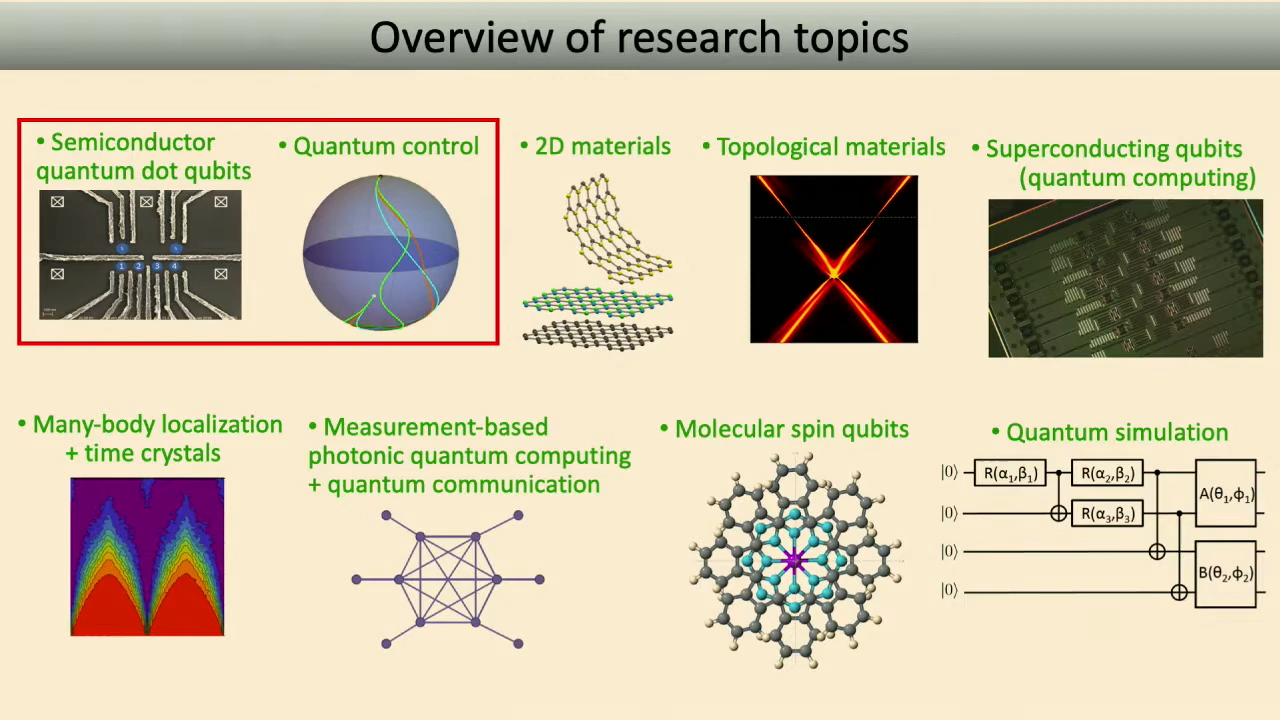 Overview of research topics
• Semiconductor
quantum dot qubits
1 2 3 4
• Quantum control
• 2D materials
• Topological materials
• Superconducting qubits
(quantum computing)
• Many-body localization
+ time crystals
• Measurement-based
photonic quantum computing
+ quantum communication
• Molecular spin qubits
• Quantum simulation
|0⟩ R(α₁,β₁) R(α₂,β₂)
A(θ₁,ϕ₁)
|0⟩ R(α₃,β₃)
|0⟩
B(θ₂,ϕ₂)
|0⟩